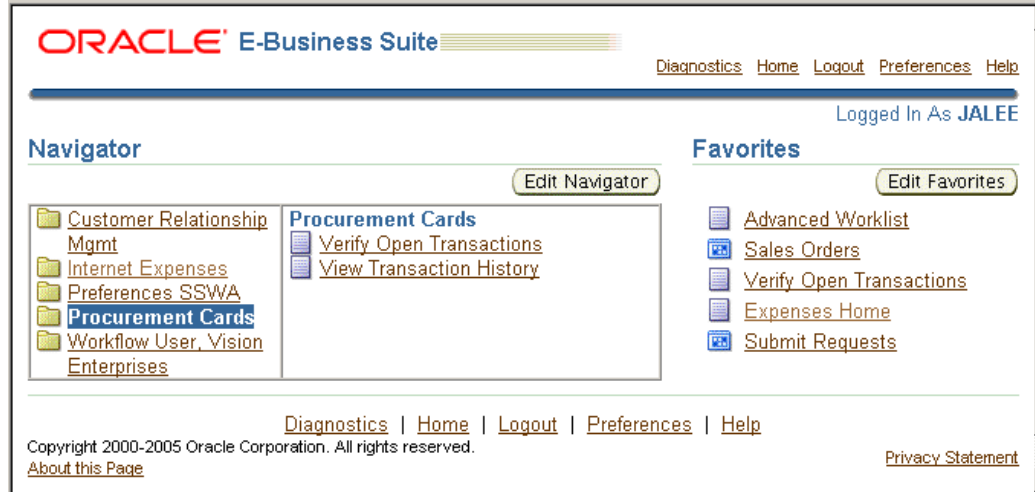 ORACLE E-Business Suite
Diagnostics Home Logout Preferences Help
Logged In As JALEE
Navigator
Edit Navigator
Customer Relationship
Mgmt
Internet Expenses
Preferences SSWA
Procurement Cards
Workflow User, Vision
Enterprises
Procurement Cards
Verify Open Transactions
View Transaction History
Favorites
Edit Favorites
Advanced Worklist
Sales Orders
Verify Open Transactions
Expenses Home
Submit Requests
Diagnostics | Home | Logout | Preferences | Help
Copyright 2000-2005 Oracle Corporation. All rights reserved.
About this Page
Privacy Statement